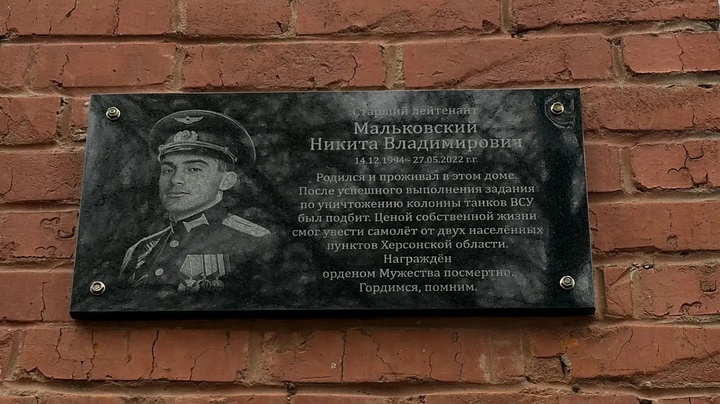 Старший лейтенант
Мальковский
Никита Владимирович
14.12.1994 - 27.05.2022 г.г.
Родился и проживал в этом доме.
После успешного выполнения задания
по уничтожению колонны танков ВСУ
был подбит. Ценой собственной жизни
смог увести самолёт от двух населённых
пунктов Херсонской области.
Награждён
орденом Мужества посмертно.
Гордимся, помним.